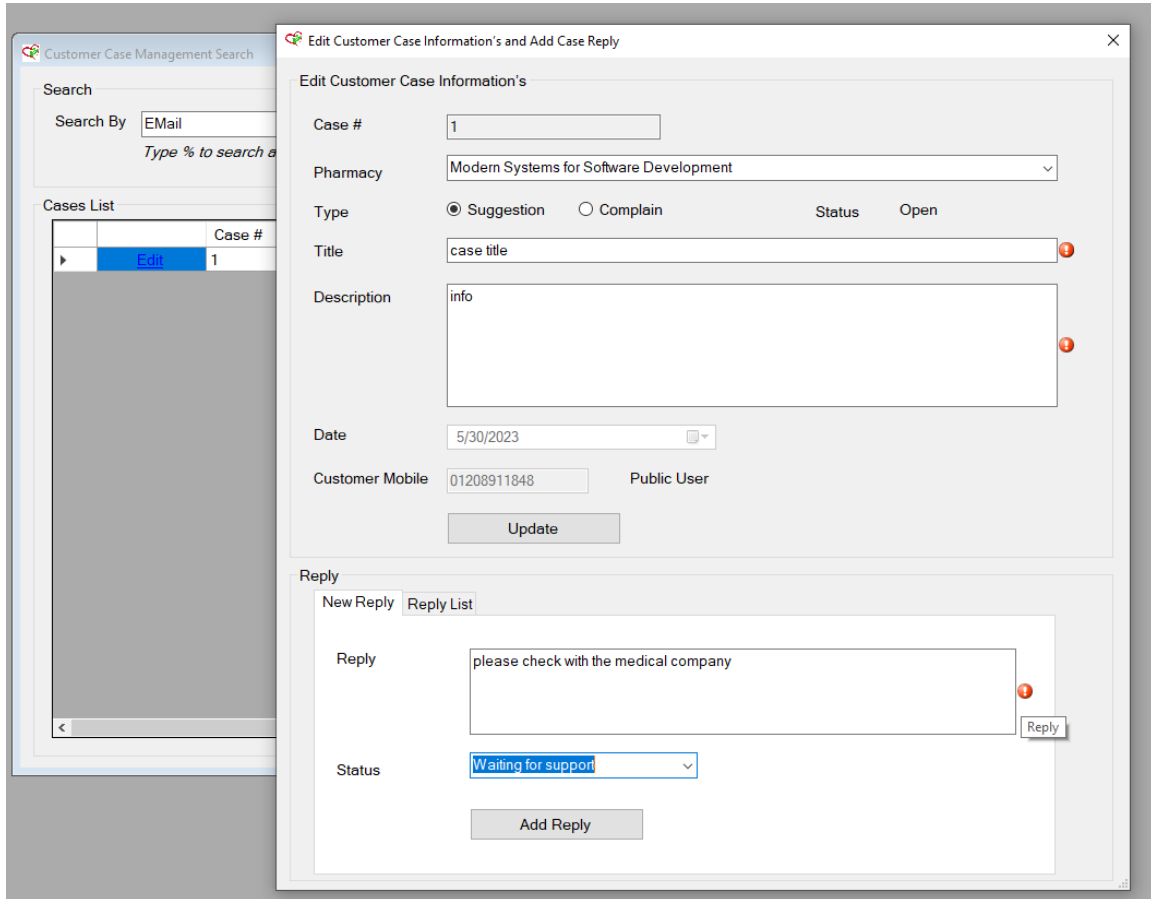 Customer Case Management Search
Search
Search By EMail
Type % to search a
Cases List
Case #
Edit 1
Edit Customer Case Information's and Add Case Reply
Edit Customer Case Information's
Case # 1
Pharmacy Modern Systems for Software Development
Type Suggestion Complain Status Open
Title case title
Description info
Date 5/30/2023
Customer Mobile 01208911848 Public User
Update
Reply
New Reply Reply List
Reply please check with the medical company
Reply
Status Waiting for support
Add Reply